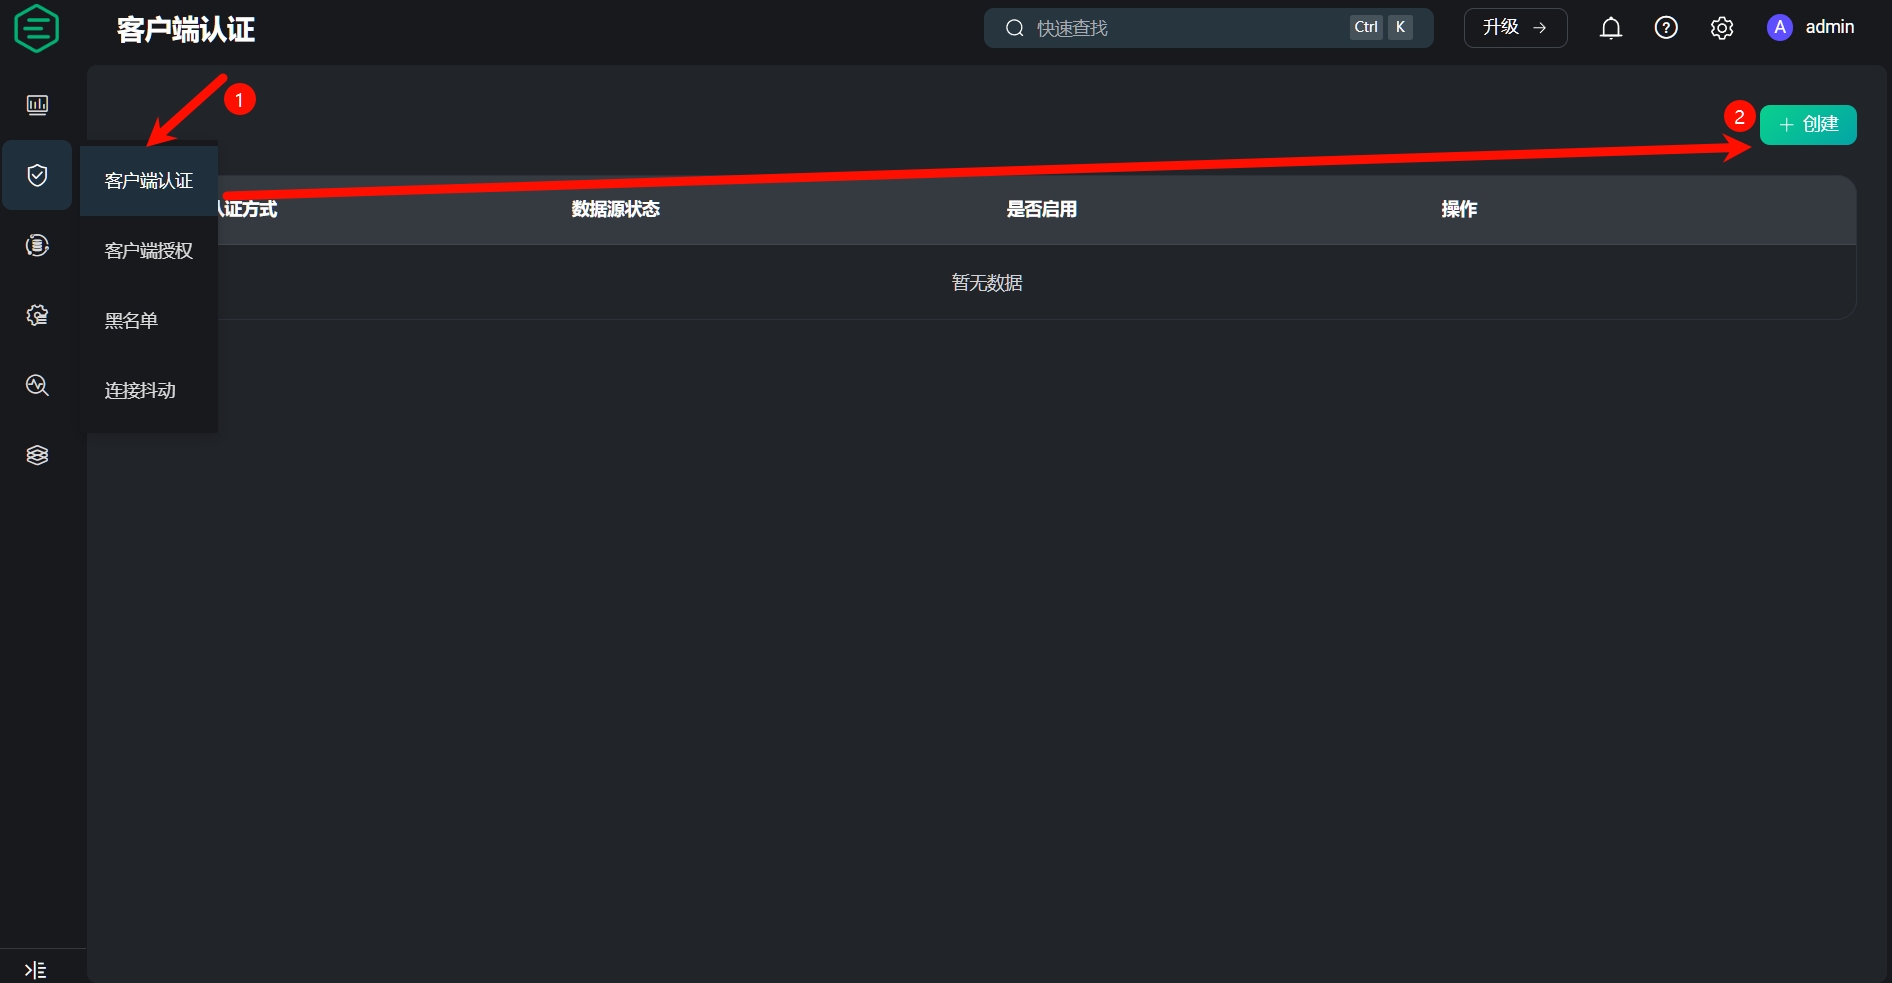 客户端认证
快速查找
Ctrl K
升级
A admin
1
2
创建
客户端认证
客户端授权
黑名单
连接抖动
证方式
数据源状态
是否启用
操作
暂无数据